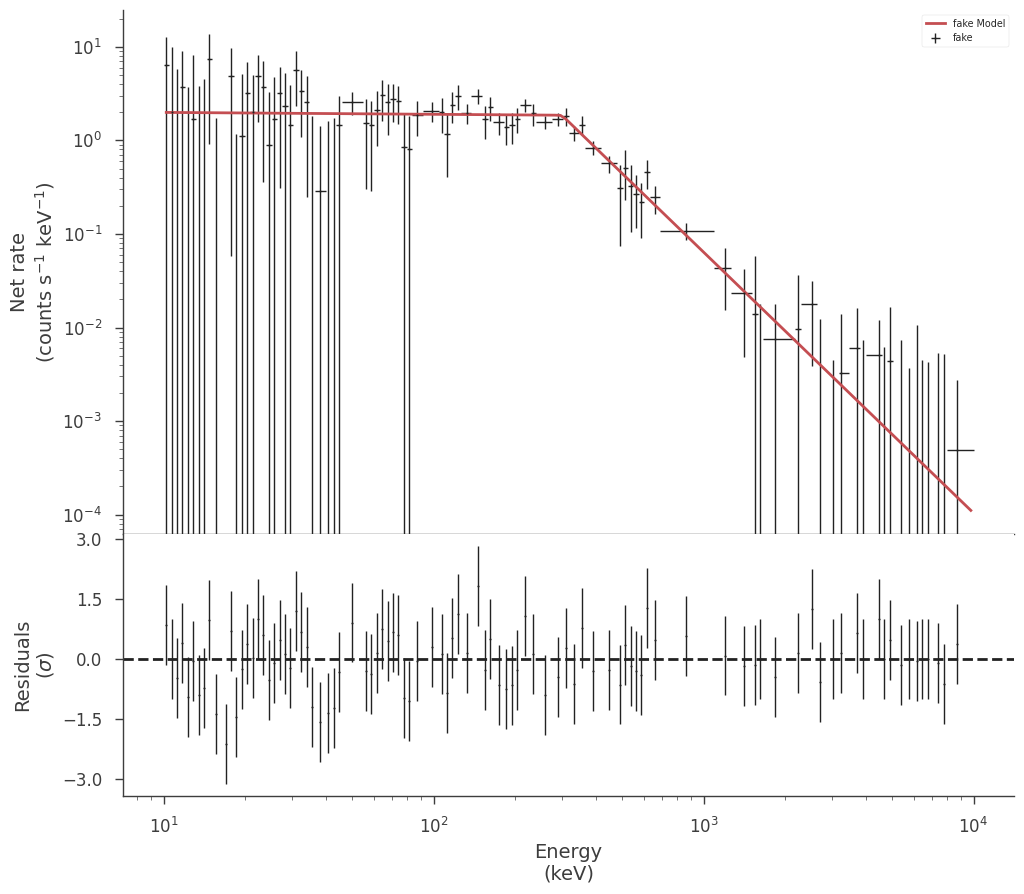 fake Model
fake
10¹
10⁰
10⁻¹
10⁻²
10⁻³
10⁻⁴
Net rate
(counts s⁻¹ keV⁻¹)
3.0
1.5
0.0
−1.5
−3.0
Residuals
(σ)
10¹ 10² 10³ 10⁴
Energy
(keV)